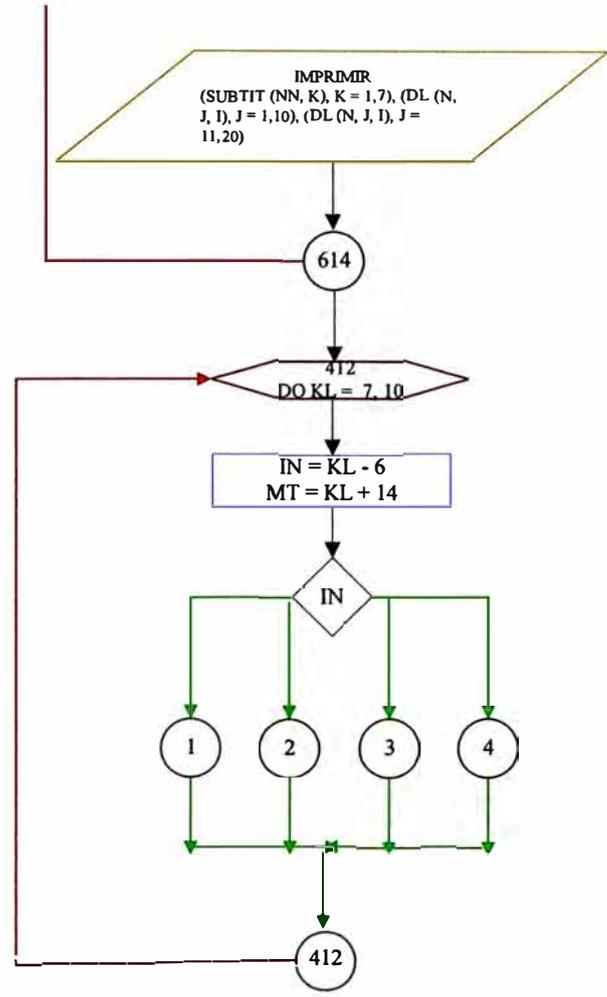 IMPRIMIR
(SUBTIT (NN, K), K = 1,7), (DL (N,
J, I), J = 1,10), (DL (N, J, I), J =
11,20)
614
412
DO KL = 7, 10
IN = KL - 6
MT = KL + 14
IN
1 2 3 4
412